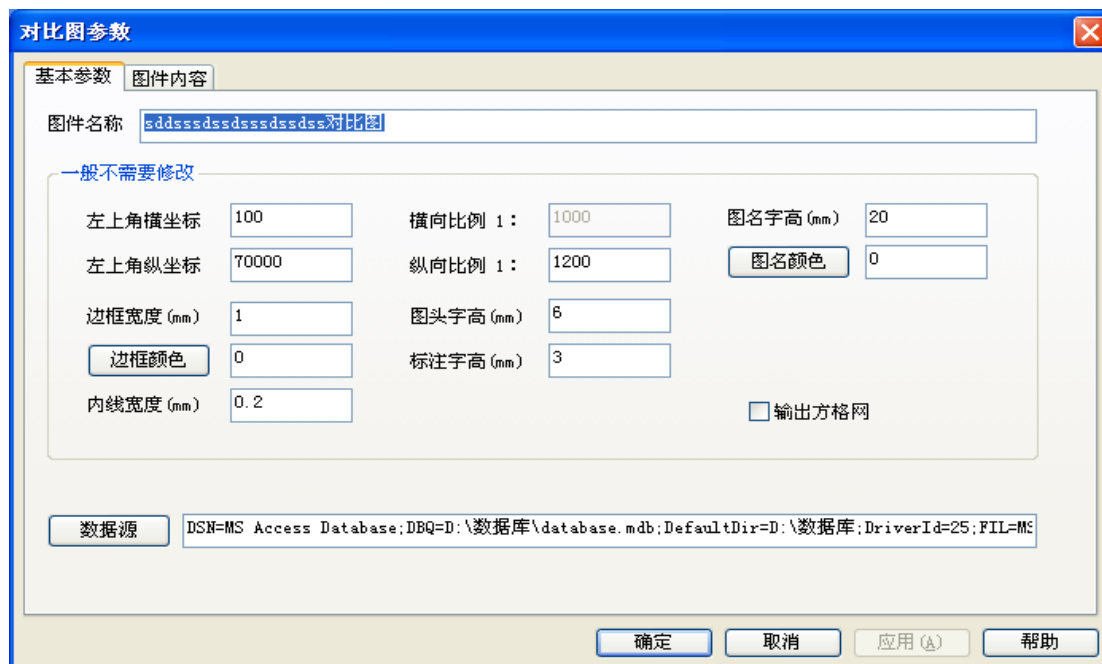 对比图参数
基本参数 图件内容
图件名称 sddsssdssdsssdssdss对比图
一般不需要修改
左上角横坐标 100 横向比例 1: 1000 图名字高(mm) 20
左上角纵坐标 70000 纵向比例 1: 1200 图名颜色 0
边框宽度(mm) 1 图头字高(mm) 6
边框颜色 0 标注字高(mm) 3
内线宽度(mm) 0.2 输出方格网
数据源 DSN=MS Access Database;DBQ=D:\数据库\database.mdb;DefaultDir=D:\数据库;DriverId=25;FIL=MS
确定 取消 应用(A) 帮助